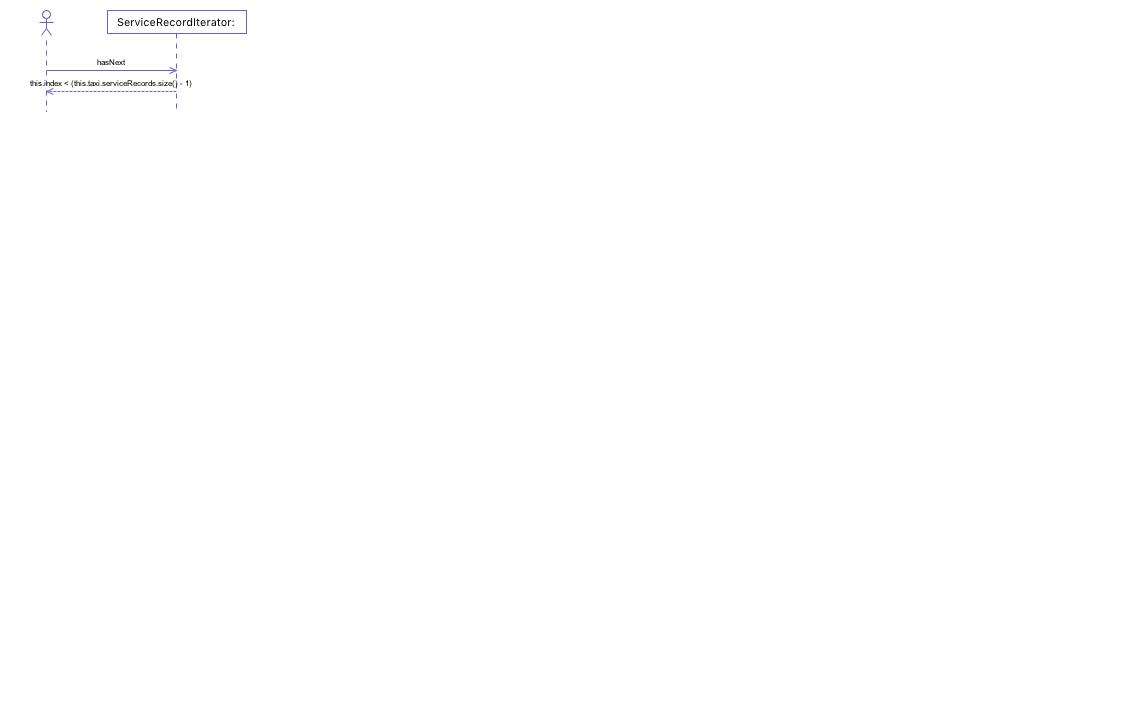 ServiceRecordIterator:
hasNext
this.index < (this.taxi.serviceRecords.size() - 1)